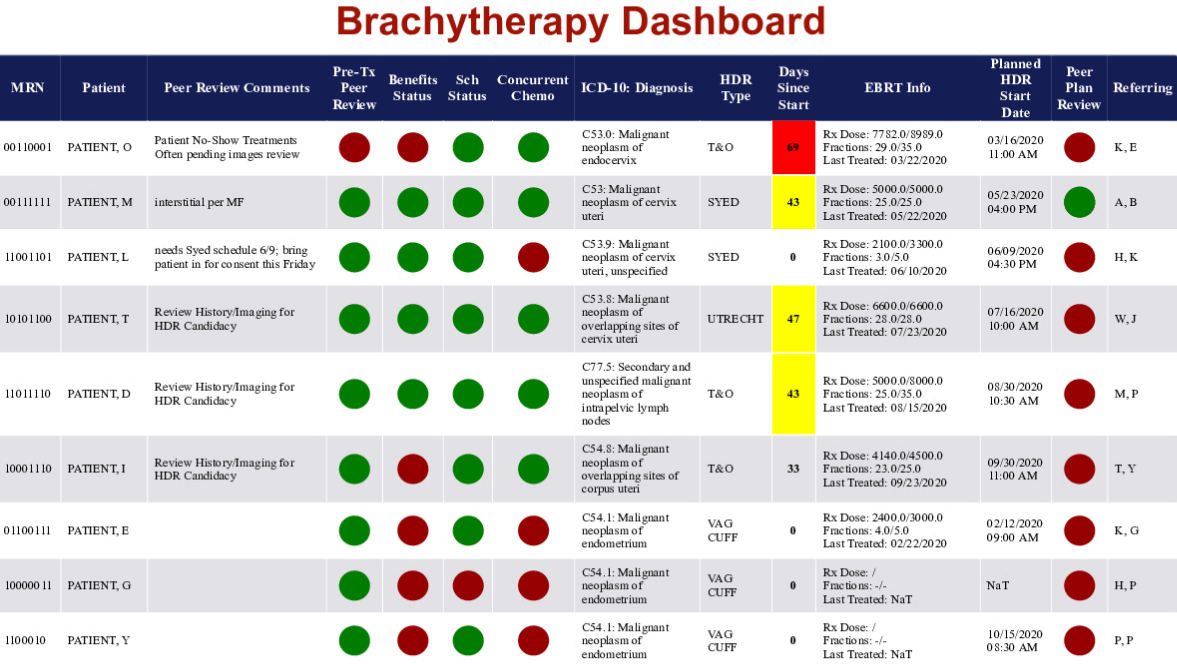 Brachytherapy Dashboard
MRN
Patient
Peer Review Comments
Pre-Tx
Peer
Review
Benefits
Status
Sch
Status
Concurrent
Chemo
ICD-10: Diagnosis
HDR
Type
Days
Since
Start
EBRT Info
Planned
HDR
Start
Date
Peer
Plan
Review
Referring
00110001
PATIENT, O
Patient No-Show Treatments
Often pending images review
C53.0: Malignant
neoplasm of
endocervix
T&O
69
Rx Dose: 7782.0/8989.0
Fractions: 29.0/35.0
Last Treated: 03/22/2020
03/16/2020
11:00 AM
K, E
00111111
PATIENT, M
interstitial per MF
C53: Malignant
neoplasm of cervix
uteri
SYED
43
Rx Dose: 5000.0/5000.0
Fractions: 25.0/25.0
Last Treated: 05/22/2020
05/23/2020
04:00 PM
A, B
11001101
PATIENT, L
needs Syed schedule 6/9; bring
patient in for consent this Friday
C53.9: Malignant
neoplasm of cervix
uteri, unspecified
SYED
0
Rx Dose: 2100.0/3300.0
Fractions: 3.0/5.0
Last Treated: 06/10/2020
06/09/2020
04:30 PM
H, K
10101100
PATIENT, T
Review History/Imaging for
HDR Candidacy
C53.8: Malignant
neoplasm of
overlapping sites of
cervix uteri
UTRECHT
47
Rx Dose: 6600.0/6600.0
Fractions: 28.0/28.0
Last Treated: 07/23/2020
07/16/2020
10:00 AM
W, J
11011110
PATIENT, D
Review History/Imaging for
HDR Candidacy
C77.5: Secondary and
unspecified malignant
neoplasm of
intrapelvic lymph
nodes
T&O
43
Rx Dose: 5000.0/8000.0
Fractions: 25.0/35.0
Last Treated: 08/15/2020
08/30/2020
10:30 AM
M, P
10001110
PATIENT, I
Review History/Imaging for
HDR Candidacy
C54.8: Malignant
neoplasm of
overlapping sites of
corpus uteri
T&O
33
Rx Dose: 4140.0/4500.0
Fractions: 23.0/25.0
Last Treated: 09/23/2020
09/30/2020
11:00 AM
T, Y
01100111
PATIENT, E
C54.1: Malignant
neoplasm of
endometrium
VAG
CUFF
0
Rx Dose: 2400.0/3000.0
Fractions: 4.0/5.0
Last Treated: 02/22/2020
02/12/2020
09:00 AM
K, G
10000011
PATIENT, G
C54.1: Malignant
neoplasm of
endometrium
VAG
CUFF
0
Rx Dose: /
Fractions: -/-
Last Treated: NaT
NaT
H, P
1100010
PATIENT, Y
C54.1: Malignant
neoplasm of
endometrium
VAG
CUFF
0
Rx Dose: /
Fractions: -/-
Last Treated: NaT
10/15/2020
08:30 AM
P, P